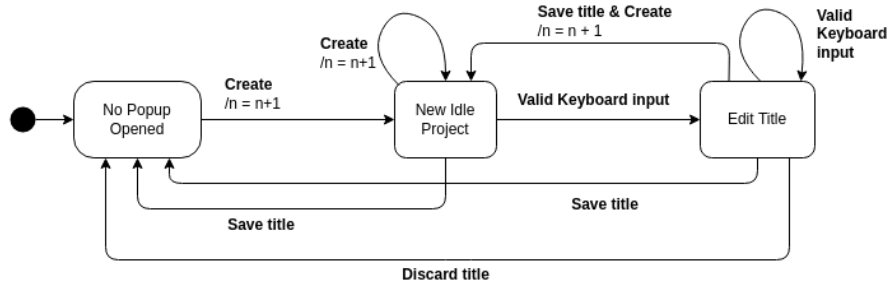 Save title & Create
/n = n + 1
Valid
Keyboard
input
Create
/n = n+1
Create
/n = n+1
No Popup
Opened
New Idle
Project
Valid Keyboard input
Edit Title
Save title
Save title
Discard title